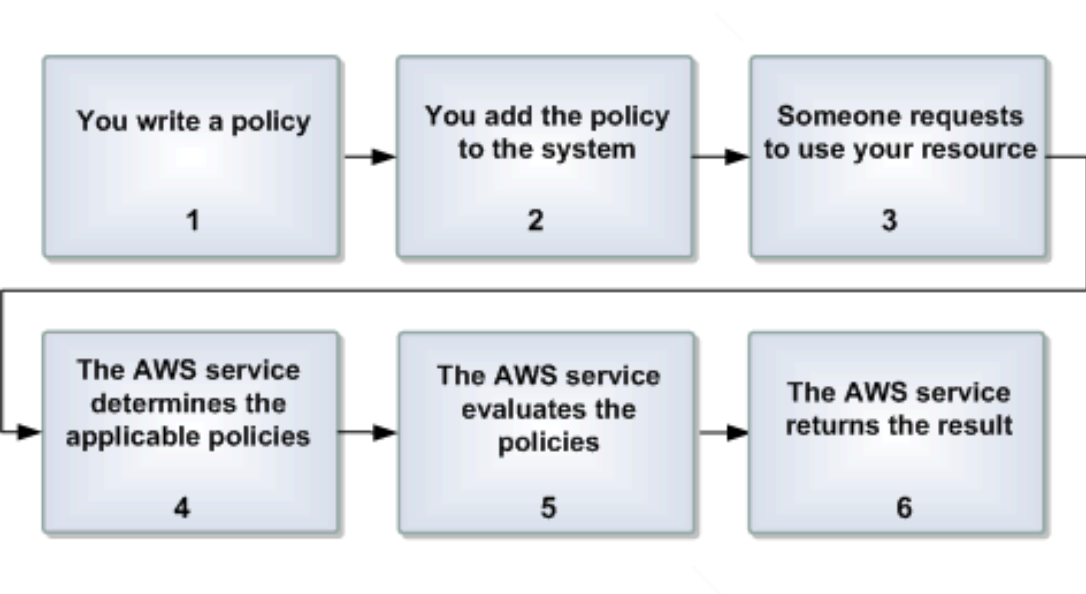 You write a policy
1
You add the policy
to the system
2
Someone requests
to use your resource
3
The AWS service
determines the
applicable policies
4
The AWS service
evaluates the
policies
5
The AWS service
returns the result
6